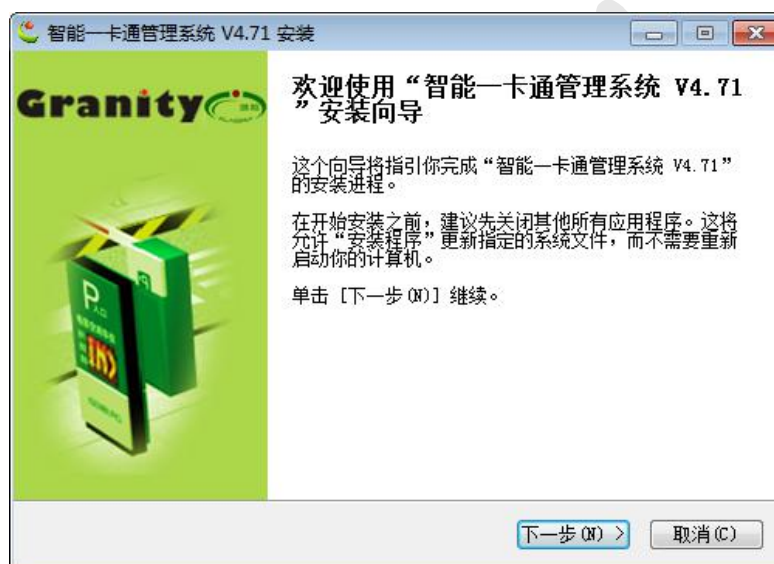 智能一卡通管理系统 V4.71 安装
Granity
欢迎使用“智能一卡通管理系统 V4.71
”安装向导
这个向导将指引你完成“智能一卡通管理系统 V4.71”
的安装进程。
在开始安装之前，建议先关闭其他所有应用程序。这将
允许“安装程序”更新指定的系统文件，而不需要重新
启动你的计算机。
单击 [下一步(N)] 继续。
P
入口
下一步(N) >
取消(C)